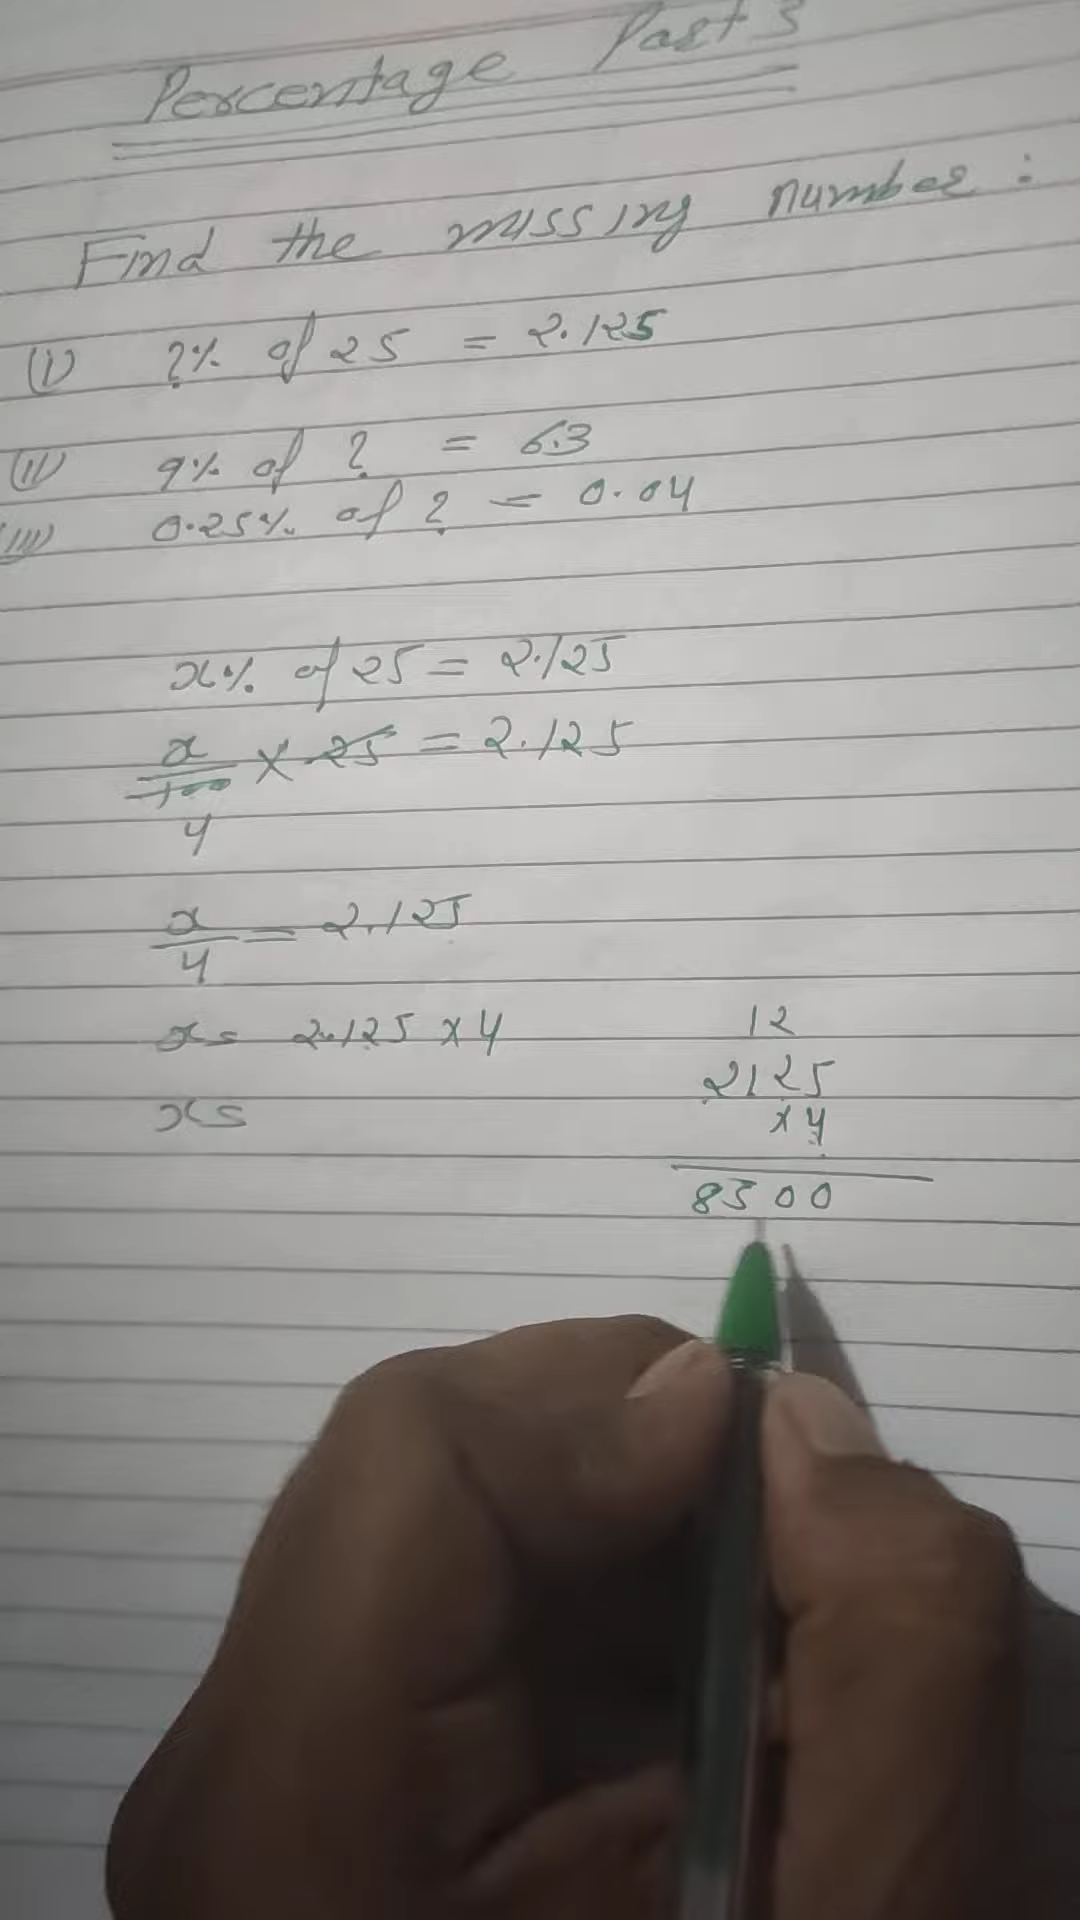 Percentage Part 3
Find the missing number :
(i) ?% of 25 = 2.125
(ii) 9% of ? = 6.3
(iii) 0.25% of ? = 0.04
x% of 25 = 2.125
x/100 × 25 = 2.125
4
x/4 = 2.125
x = 2.125 × 4
12
2125
x =
× 4
8500